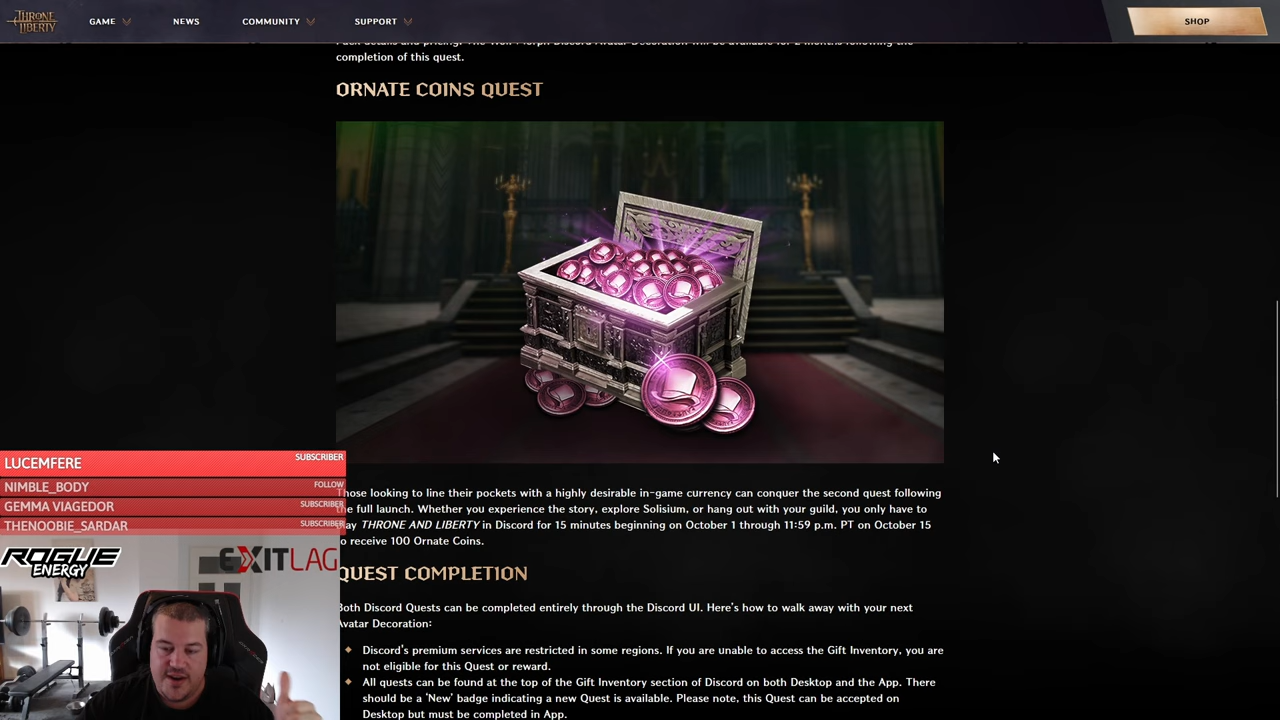 THRONE
LIBERTY
GAME
NEWS
COMMUNITY
SUPPORT
SHOP
completion of this quest.
ORNATE COINS QUEST
Those looking to line their pockets with a highly desirable in-game currency can conquer the second quest following
the full launch. Whether you experience the story, explore Solisium, or hang out with your guild, you only have to
play THRONE AND LIBERTY in Discord for 15 minutes beginning on October 1 through 11:59 p.m. PT on October 15
to receive 100 Ornate Coins.
QUEST COMPLETION
Both Discord Quests can be completed entirely through the Discord UI. Here's how to walk away with your next
Avatar Decoration:
Discord's premium services are restricted in some regions. If you are unable to access the Gift Inventory, you are
not eligible for this Quest or reward.
All quests can be found at the top of the Gift Inventory section of Discord on both Desktop and the App. There
should be a 'New' badge indicating a new Quest is available. Please note, this Quest can be accepted on
Desktop but must be completed in App.
LUCEMFERE SUBSCRIBER
NIMBLE_BODY FOLLOW
GEMMA VIAGEDOR SUBSCRIBER
THENOOBIE_SARDAR SUBSCRIBER
ROGUE
ENERGY
EXITLAG